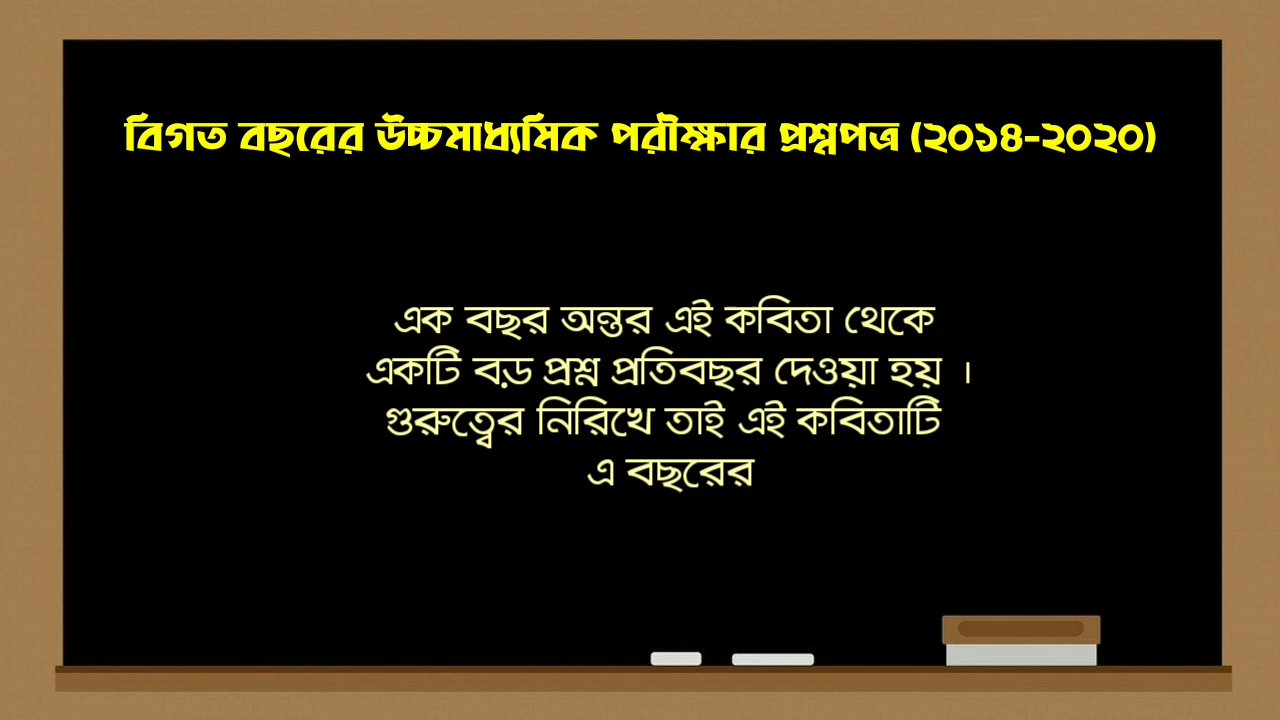 বিগত বছরের উচ্চমাধ্যমিক পরীক্ষার প্রশ্নপত্র (২০১৪-২০২০)
এক বছর অন্তর এই কবিতা থেকে
একটি বড় প্রশ্ন প্রতিবছর দেওয়া হয় ।
গুরুত্বের নিরিখে তাই এই কবিতাটি
এ বছরের